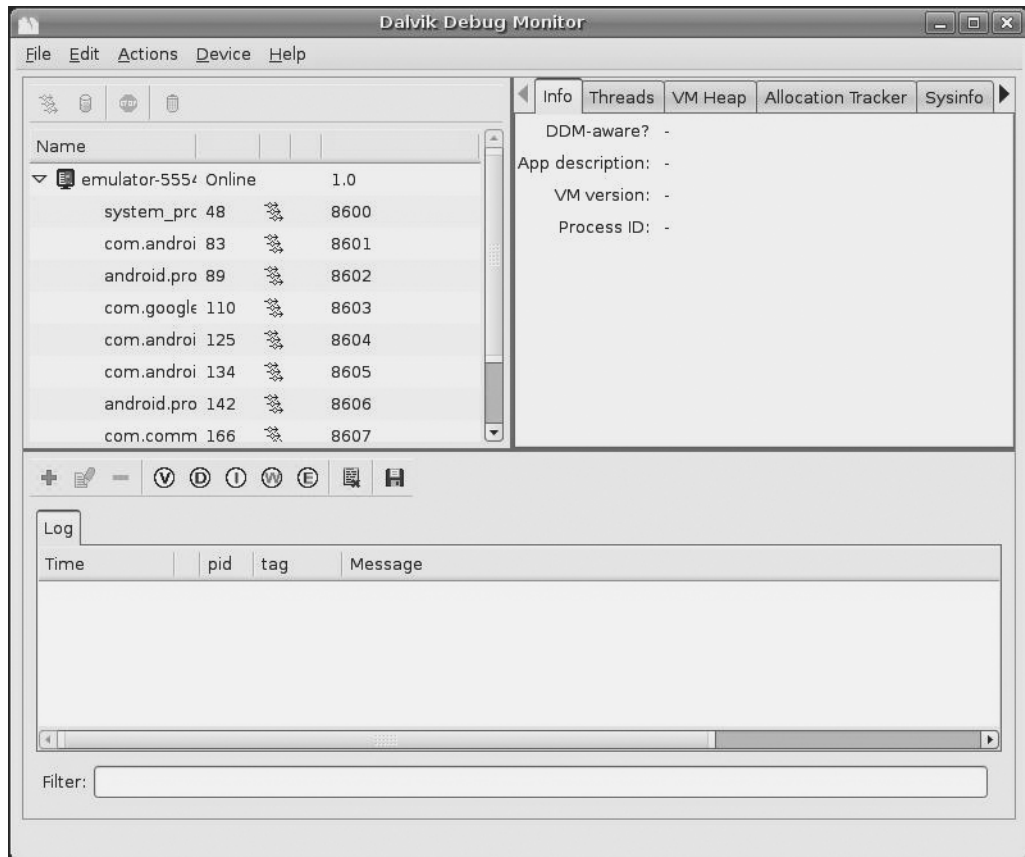 Dalvik Debug Monitor
File Edit Actions Device Help
Info Threads VM Heap Allocation Tracker Sysinfo
Name
emulator-5554 Online 1.0
system_prc 48 8600
com.androi 83 8601
android.pro 89 8602
com.google 110 8603
com.androi 125 8604
com.androi 134 8605
android.pro 142 8606
com.comm 166 8607
DDM-aware? -
App description: -
VM version: -
Process ID: -
V D I W E
Log
Time pid tag Message
Filter: